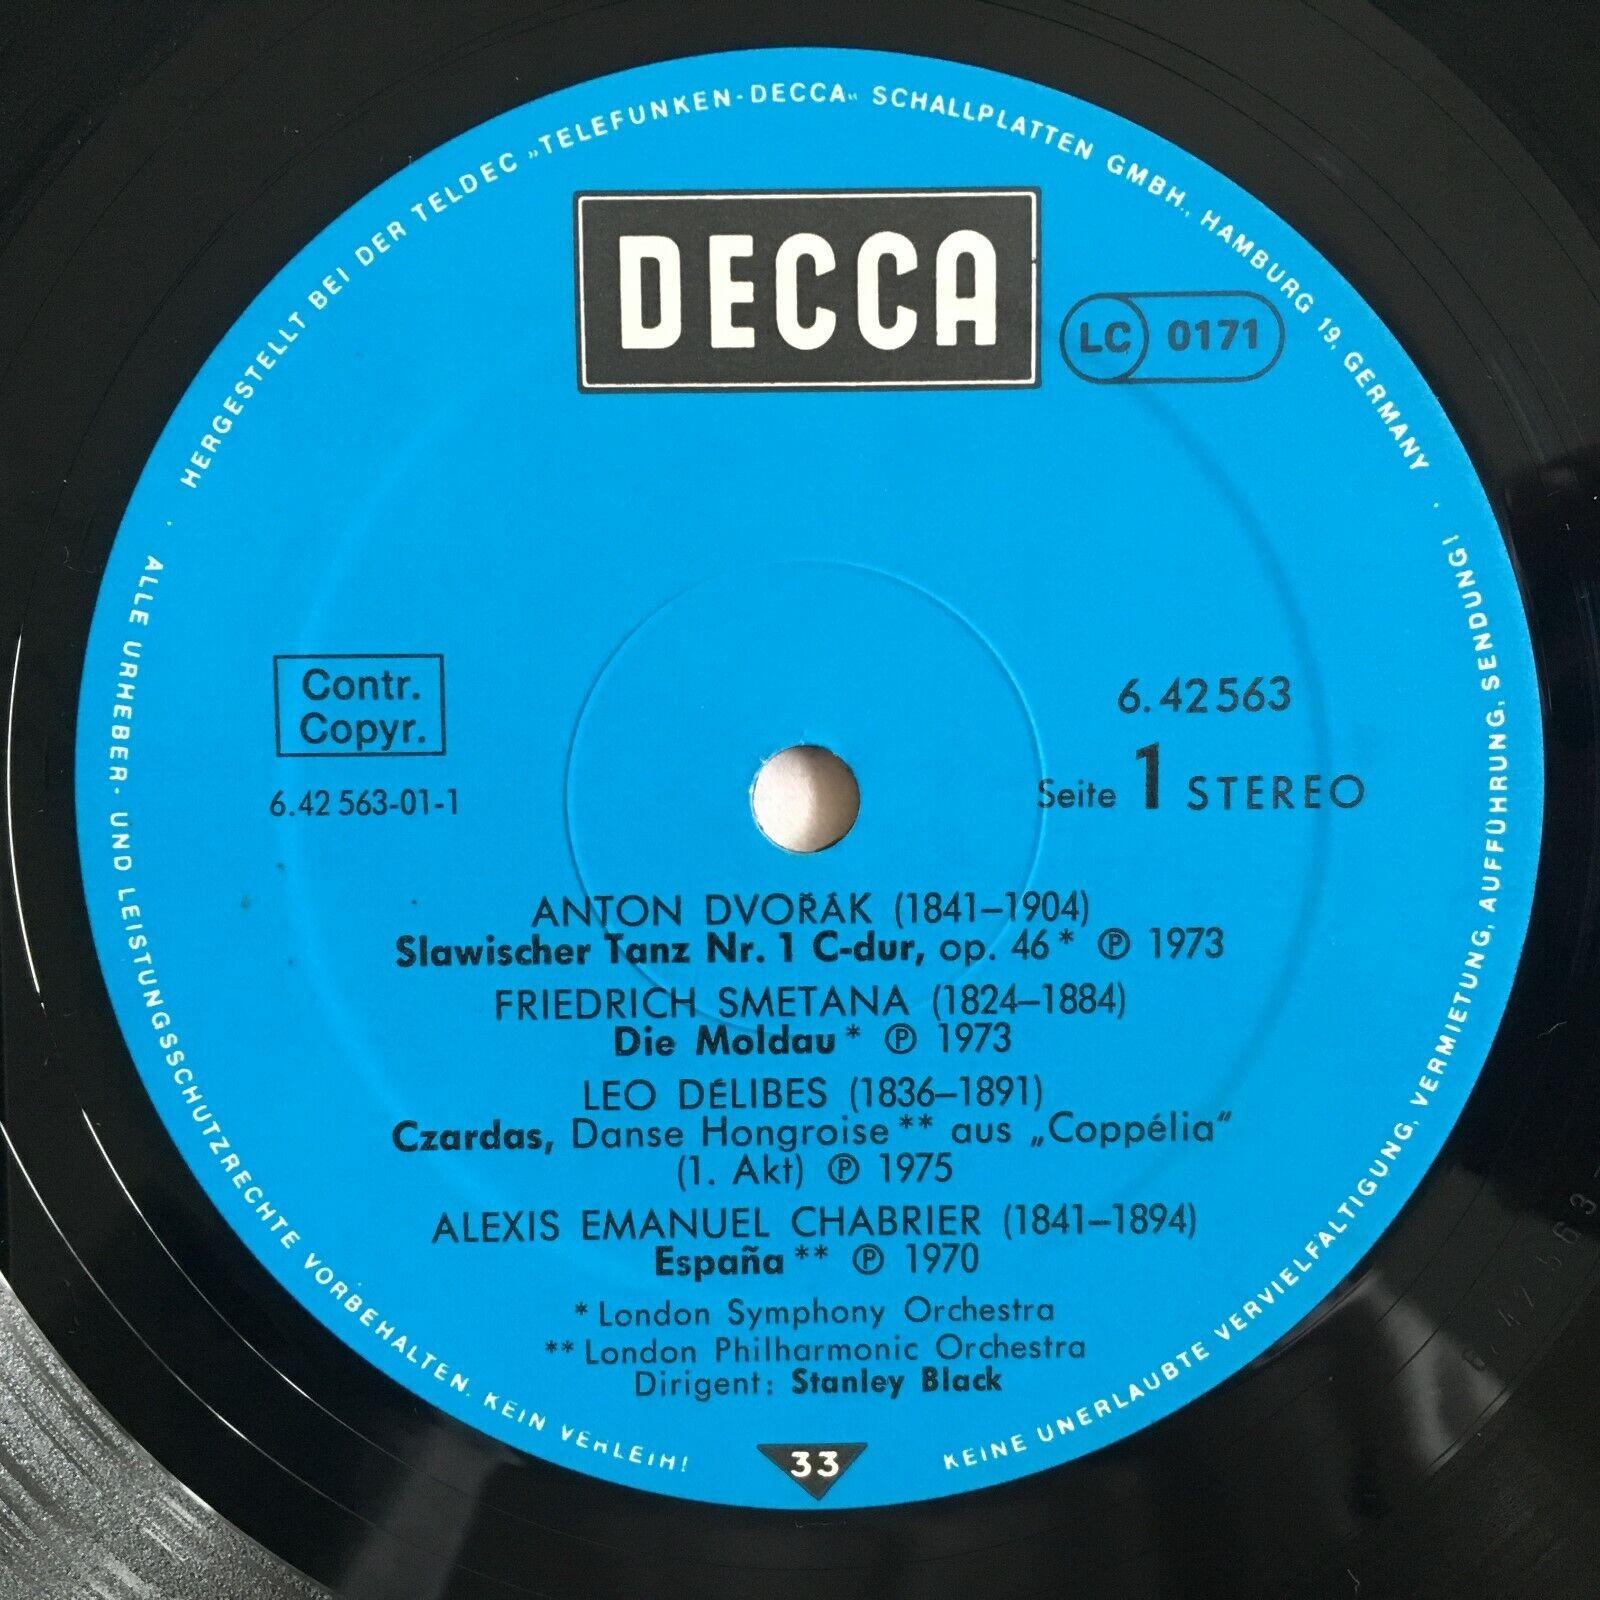 HERGESTELLT BEI DER TELDEC „TELEFUNKEN-DECCA“ SCHALLPLATTEN GMBH., HAMBURG 19, GERMANY ·
DECCA
LC 0171
Contr.
Copyr.
6.42 563-01-1
6.42563
Seite 1 STEREO
ANTON DVOŘÁK (1841–1904)
Slawischer Tanz Nr. 1 C-dur, op. 46* ℗ 1973
FRIEDRICH SMETANA (1824–1884)
Die Moldau* ℗ 1973
LEO DÉLIBES (1836–1891)
Czardas, Danse Hongroise** aus „Coppélia“
(1. Akt) ℗ 1975
ALEXIS EMANUEL CHABRIER (1841–1894)
España** ℗ 1970
* London Symphony Orchestra
** London Philharmonic Orchestra
Dirigent: Stanley Black
33
· ALLE URHEBER- UND LEISTUNGSSCHUTZRECHTE VORBEHALTEN. KEIN VERLEIH!
KEINE UNERLAUBTE VERVIELFÄLTIGUNG, VERMIETUNG, AUFFÜHRUNG, SENDUNG!